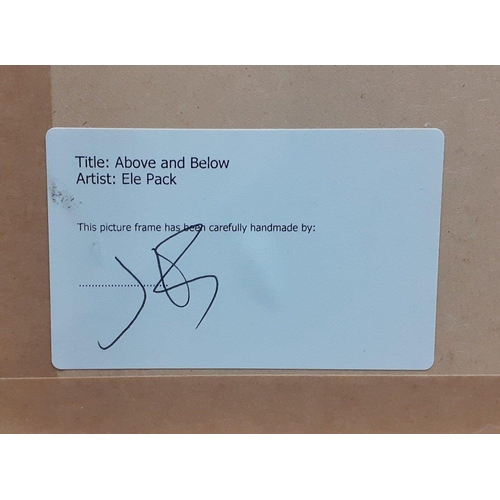 Title: Above and Below
Artist: Ele Pack
This picture frame has been carefully handmade by: